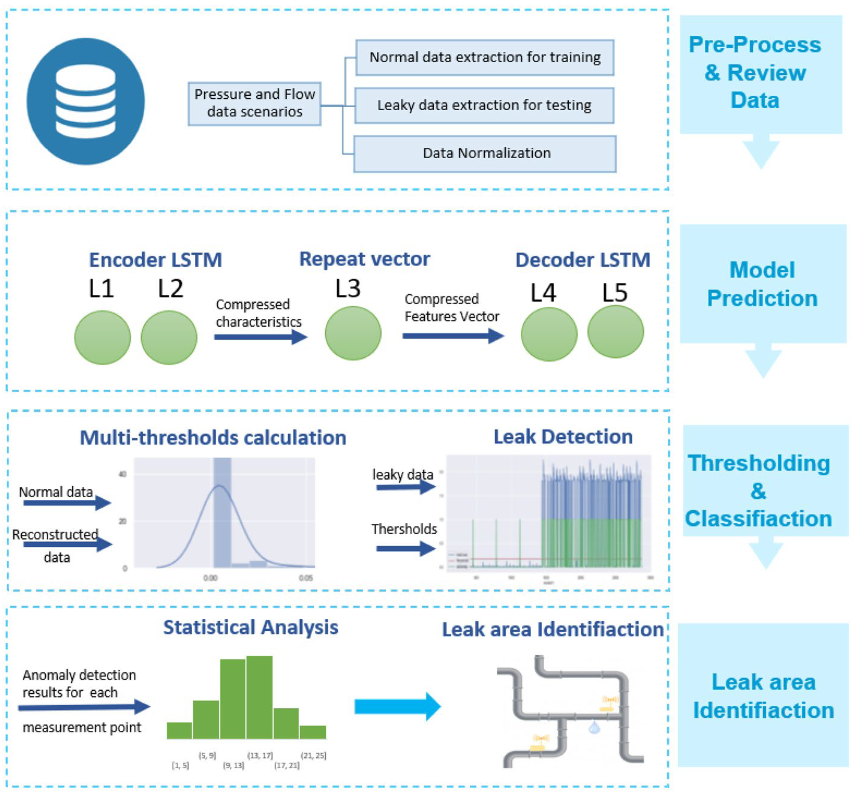 Pressure and Flow
data scenarios
Normal data extraction for training
Leaky data extraction for testing
Data Normalization
Pre-Process
& Review
Data
Encoder LSTM
Repeat vector
Decoder LSTM
L1
L2
L3
L4
L5
Compressed
characteristics
Compressed
Features Vector
Model
Prediction
Multi-thresholds calculation
Normal data
Reconstructed
data
40
20
0
0.00
0.05
Leak Detection
leaky data
Thersholds
Thresholding
&
Classifiaction
Statistical Analysis
Anomaly detection
results for each
measurement point
[1, 5]
(5, 9]
(9, 13]
(13, 17]
(17, 21]
(21, 25]
Leak area Identifiaction
Leak area
Identifiaction